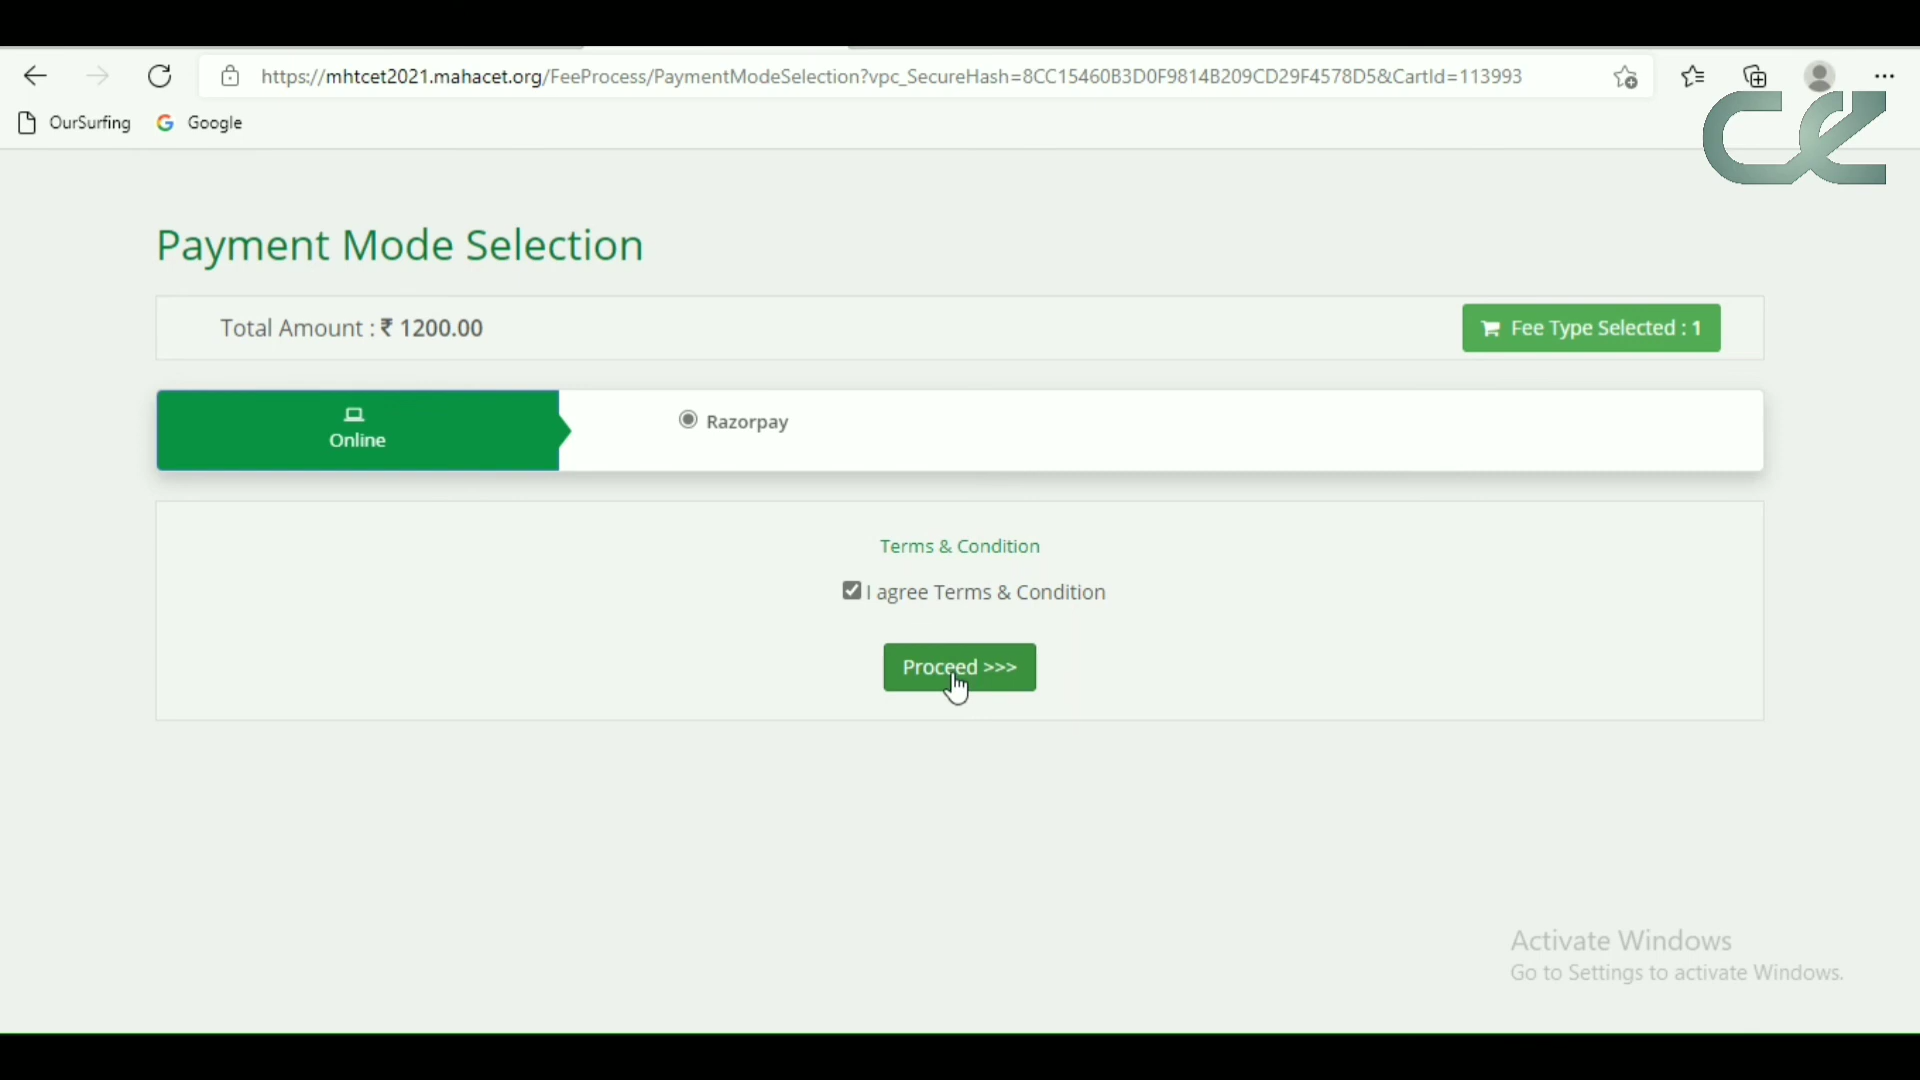 https://mhtcet2021.mahacet.org/FeeProcess/PaymentModeSelection?vpc_SecureHash=8CC15460B3D0F9814B209CD29F4578D5&CartId=113993
OurSurfing
Google
ce
Payment Mode Selection
Total Amount : ₹ 1200.00
Fee Type Selected : 1
Online
Razorpay
Terms & Condition
I agree Terms & Condition
Proceed >>>
Activate Windows
Go to Settings to activate Windows.